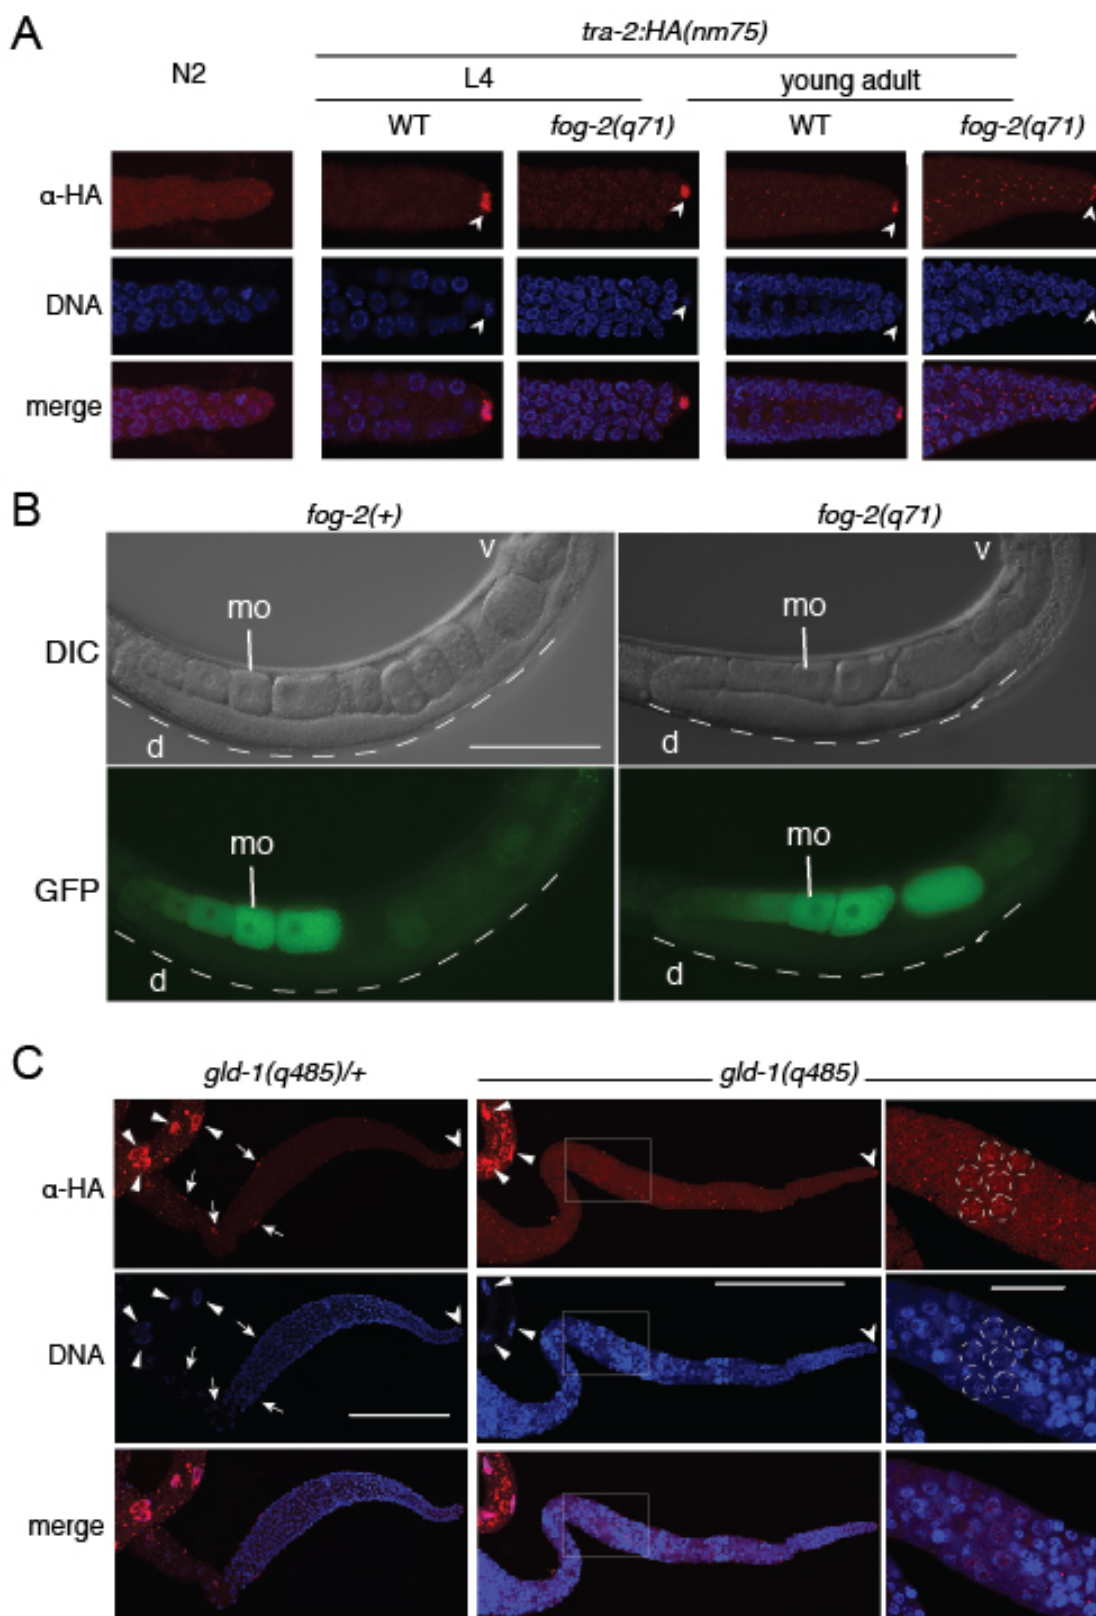 A
tra-2:HA(nm75)
N2
L4
young adult
WT
fog-2(q71)
WT
fog-2(q71)
α-HA
DNA
merge
B
fog-2(+)
fog-2(q71)
v
v
mo
mo
DIC
d
d
mo
mo
GFP
d
d
C
gld-1(q485)/+
gld-1(q485)
α-HA
DNA
merge